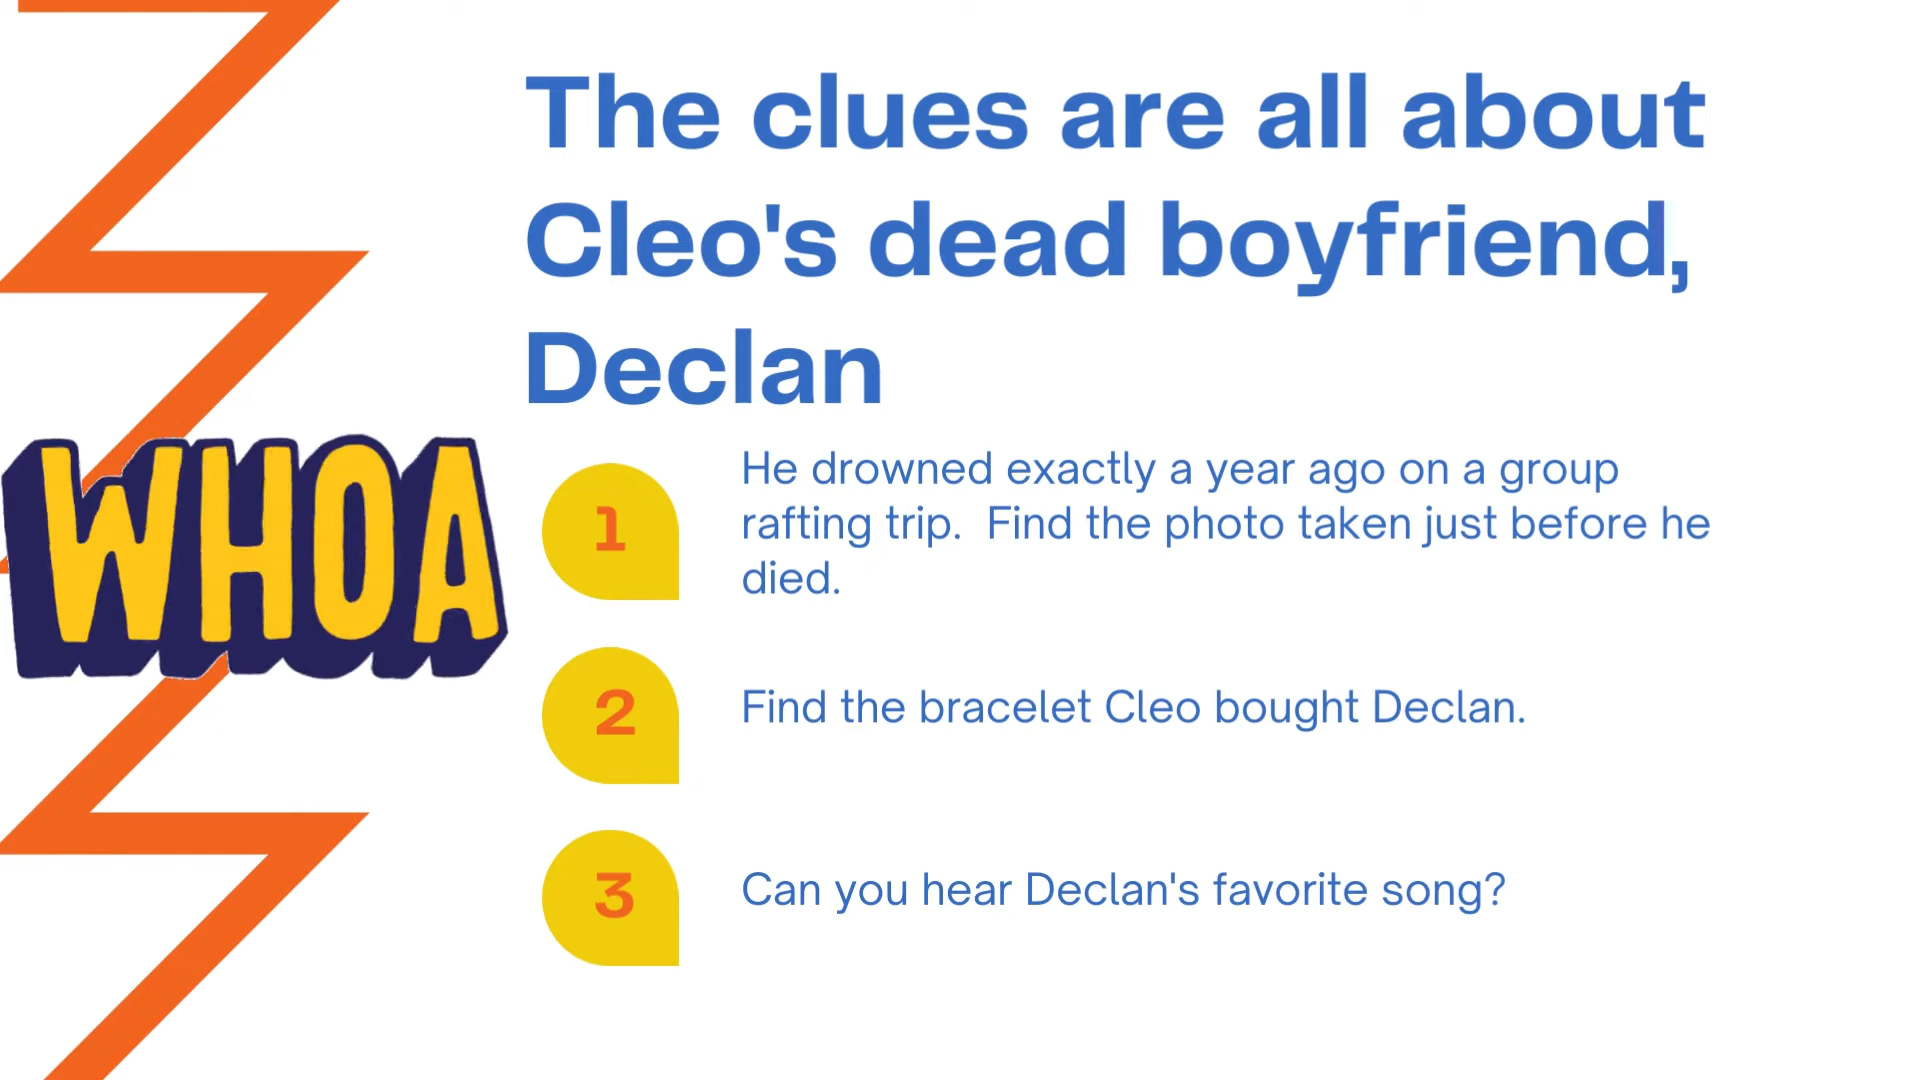 The clues are all about
Cleo's dead boyfriend,
Declan
WHOA
1
He drowned exactly a year ago on a group
rafting trip.  Find the photo taken just before he
died.
2
Find the bracelet Cleo bought Declan.
3
Can you hear Declan's favorite song?